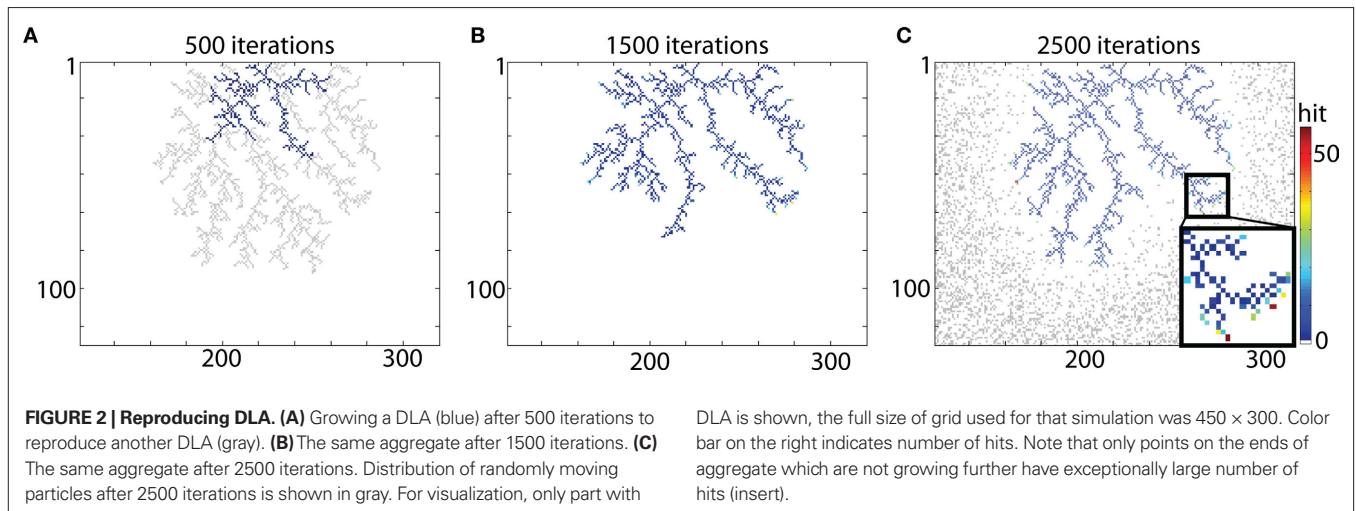 A
500 iterations
1
100
200
300
B
1500 iterations
1
100
200
300
C
2500 iterations
1
100
200
300
hit
50
0
FIGURE 2 | Reproducing DLA. (A) Growing a DLA (blue) after 500 iterations to
reproduce another DLA (gray). (B) The same aggregate after 1500 iterations. (C)
The same aggregate after 2500 iterations. Distribution of randomly moving
particles after 2500 iterations is shown in gray. For visualization, only part with
DLA is shown, the full size of grid used for that simulation was 450 × 300. Color
bar on the right indicates number of hits. Note that only points on the ends of
aggregate which are not growing further have exceptionally large number of
hits (insert).